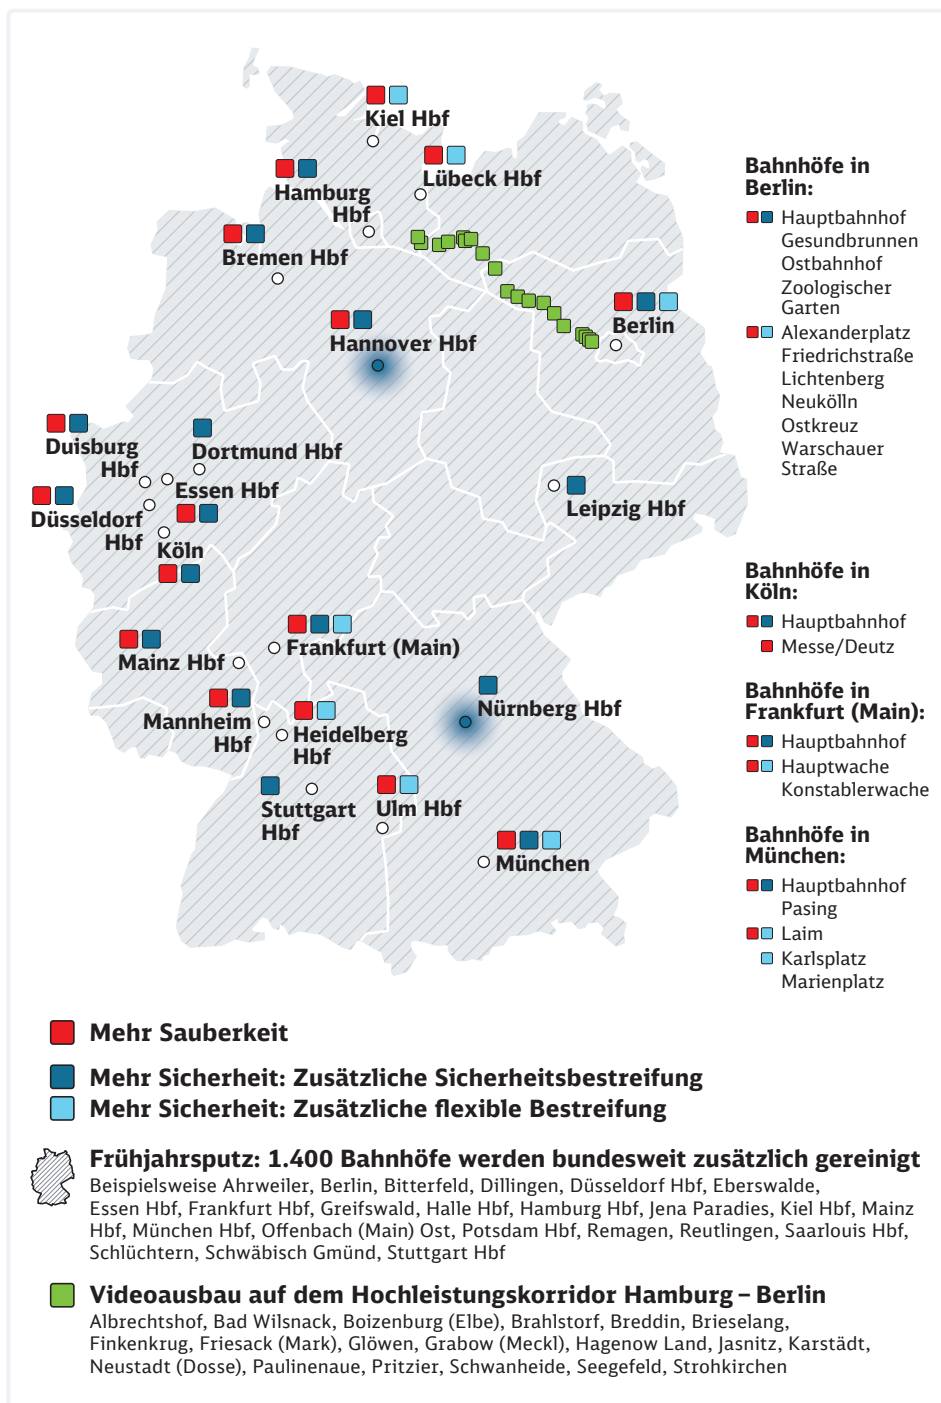 Kiel Hbf
Lübeck Hbf
Hamburg
Hbf
Bremen Hbf
Hannover Hbf
Berlin
Duisburg
Hbf
Dortmund Hbf
Essen Hbf
Düsseldorf
Hbf
Köln
Leipzig Hbf
Mainz Hbf
Frankfurt (Main)
Mannheim
Hbf
Heidelberg
Hbf
Nürnberg Hbf
Stuttgart
Hbf
Ulm Hbf
München
Bahnhöfe in
Berlin:
Hauptbahnhof
Gesundbrunnen
Ostbahnhof
Zoologischer
Garten
Alexanderplatz
Friedrichstraße
Lichtenberg
Neukölln
Ostkreuz
Warschauer
Straße
Bahnhöfe in
Köln:
Hauptbahnhof
Messe/Deutz
Bahnhöfe in
Frankfurt (Main):
Hauptbahnhof
Hauptwache
Konstablerwache
Bahnhöfe in
München:
Hauptbahnhof
Pasing
Laim
Karlsplatz
Marienplatz
Mehr Sauberkeit
Mehr Sicherheit: Zusätzliche Sicherheitsbestreifung
Mehr Sicherheit: Zusätzliche flexible Bestreifung
Frühjahrsputz: 1.400 Bahnhöfe werden bundesweit zusätzlich gereinigt
Beispielsweise Ahrweiler, Berlin, Bitterfeld, Dillingen, Düsseldorf Hbf, Eberswalde,
Essen Hbf, Frankfurt Hbf, Greifswald, Halle Hbf, Hamburg Hbf, Jena Paradies, Kiel Hbf, Mainz
Hbf, München Hbf, Offenbach (Main) Ost, Potsdam Hbf, Remagen, Reutlingen, Saarlouis Hbf,
Schlüchtern, Schwäbisch Gmünd, Stuttgart Hbf
Videoausbau auf dem Hochleistungskorridor Hamburg – Berlin
Albrechtshof, Bad Wilsnack, Boizenburg (Elbe), Brahlstorf, Breddin, Brieselang,
Finkenkrug, Friesack (Mark), Glöwen, Grabow (Meckl), Hagenow Land, Jasnitz, Karstädt,
Neustadt (Dosse), Paulinenaue, Pritzier, Schwanheide, Seegefeld, Strohkirchen